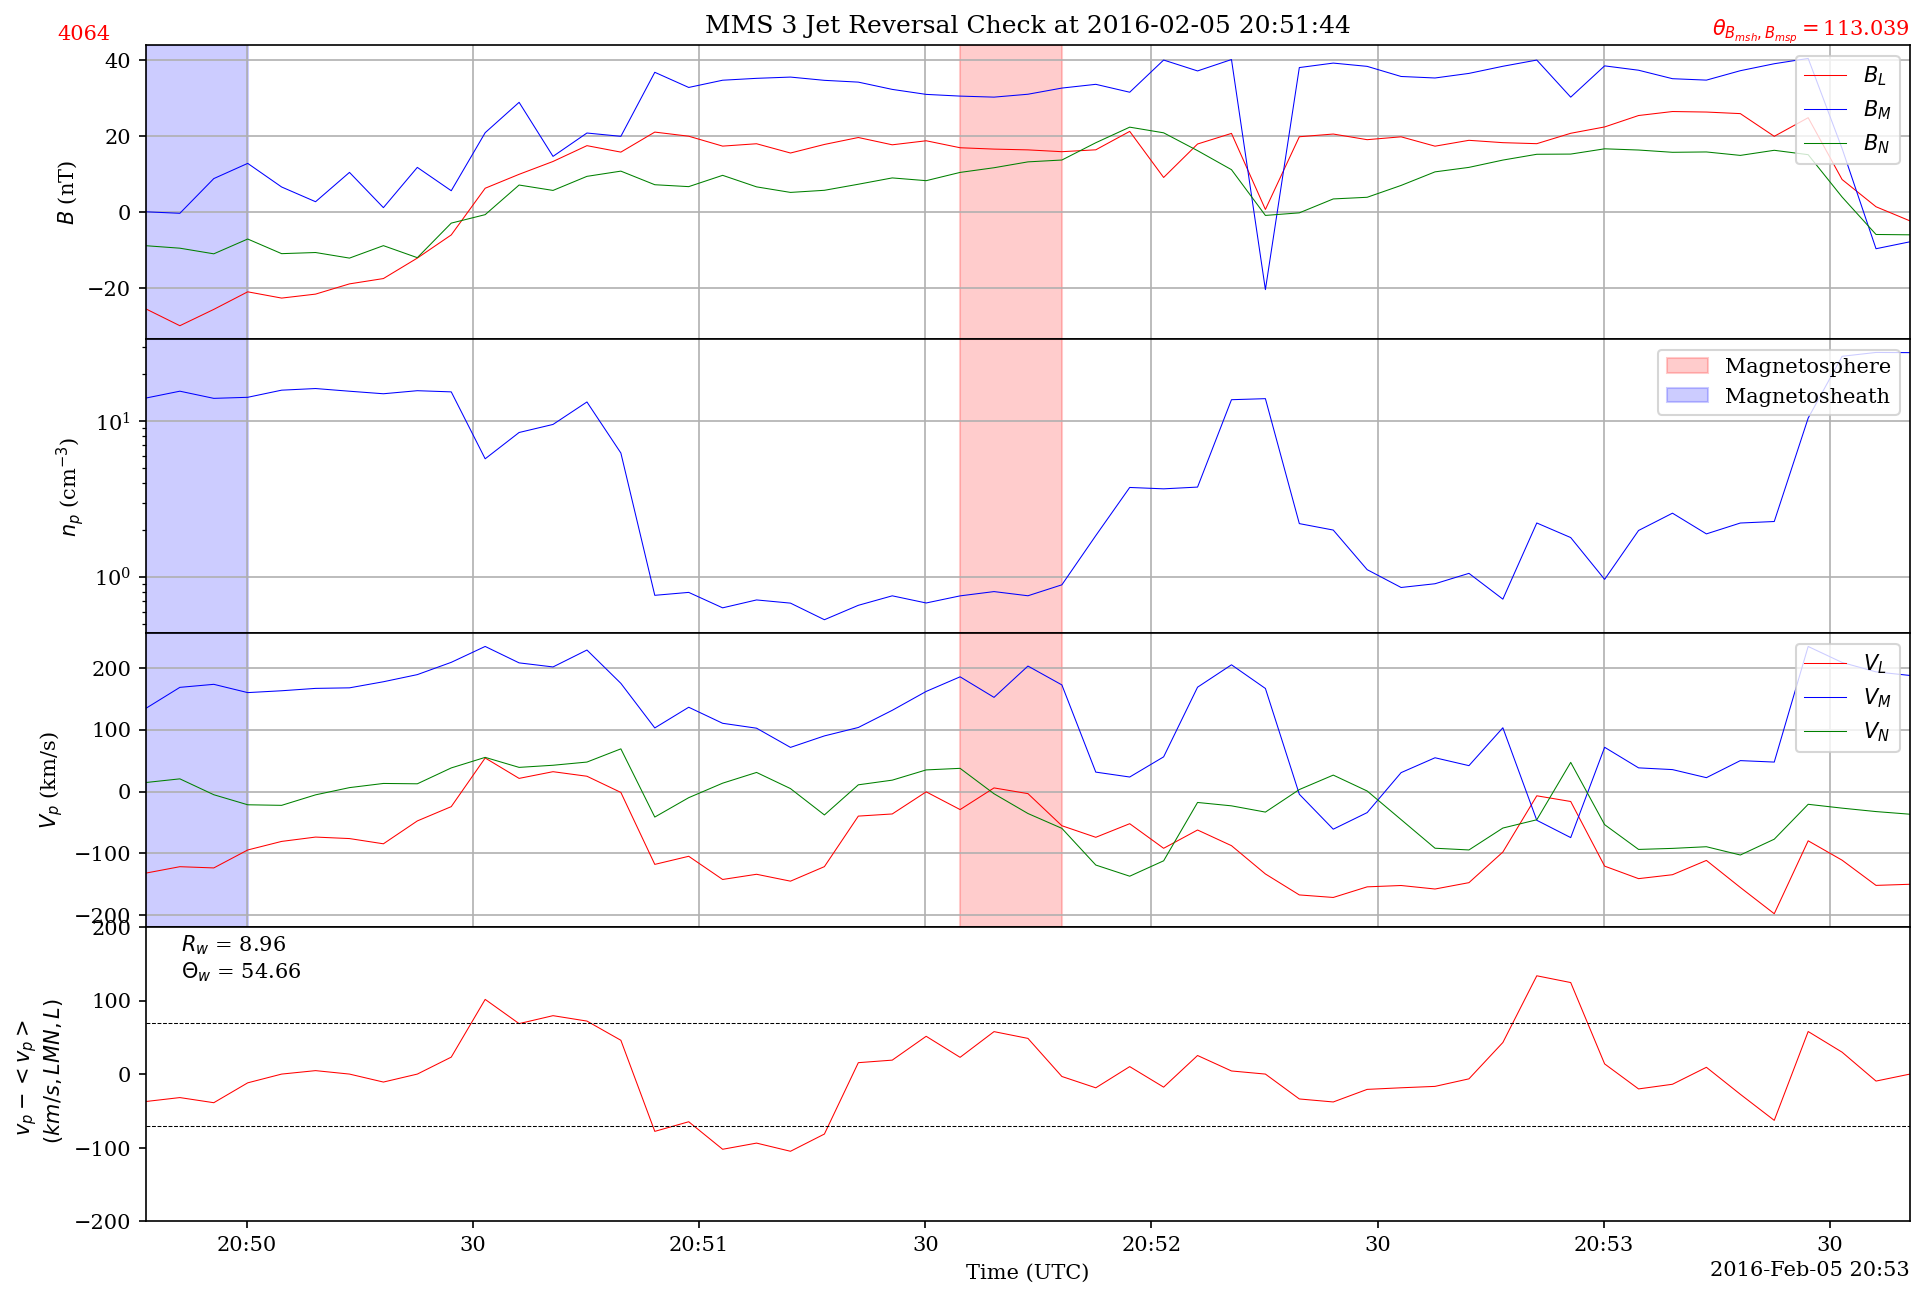 4064
MMS 3 Jet Reversal Check at 2016-02-05 20:51:44
θ_{B_{msh}, B_{msp}} = 113.039
B (nT)
40
20
0
−20
B_L
B_M
B_N
n_p (cm^{−3})
10^1
10^0
Magnetosphere
Magnetosheath
V_p (km/s)
200
100
0
−100
−200
V_L
V_M
V_N
v_p − < v_p >
(km/s, LMN, L)
200
100
0
−100
−200
R_w = 8.96
Θ_w = 54.66
20:50
30
20:51
30
20:52
30
20:53
30
Time (UTC)
2016-Feb-05 20:53